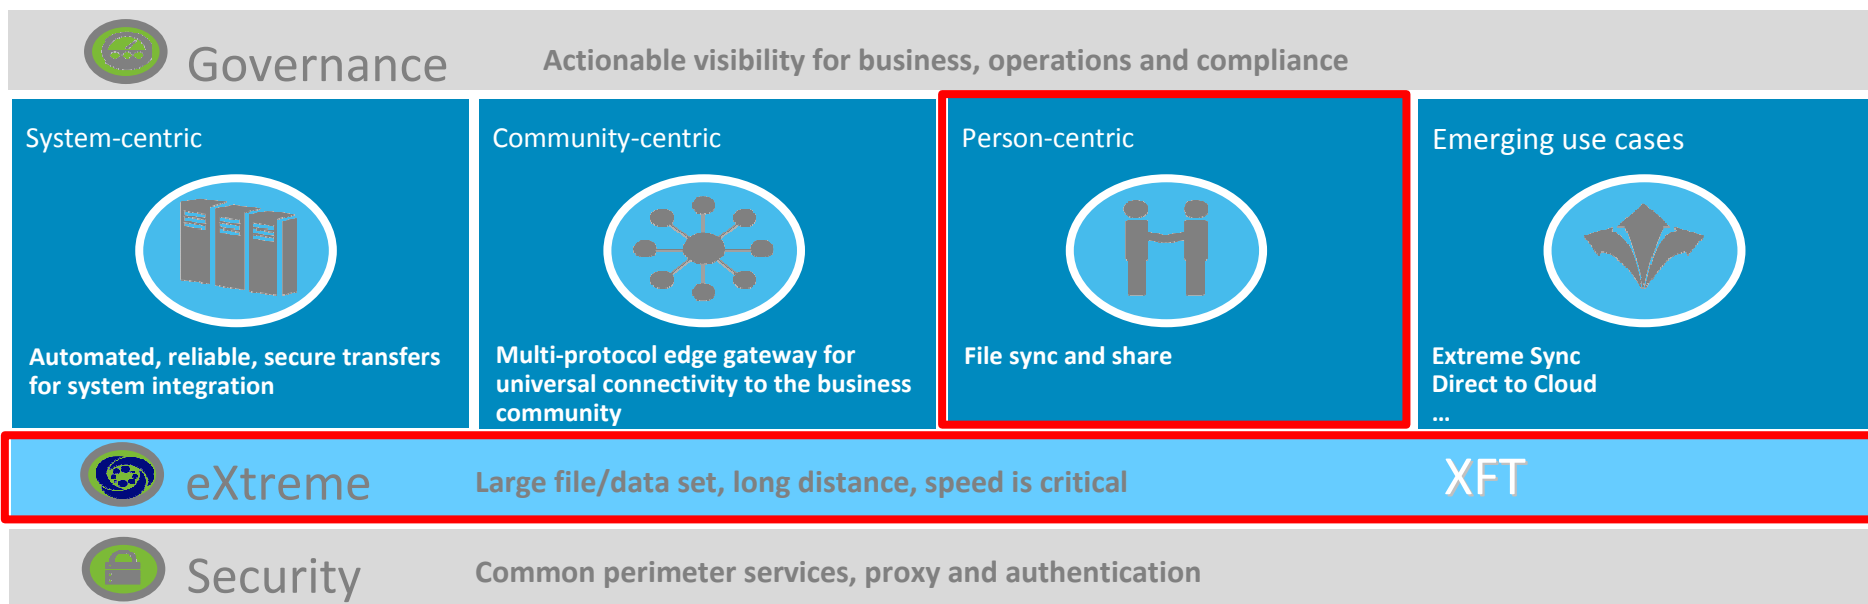 Governance
Actionable visibility for business, operations and compliance
System-centric
Automated, reliable, secure transfers
for system integration
Community-centric
Multi-protocol edge gateway for
universal connectivity to the business
community
Person-centric
File sync and share
Emerging use cases
Extreme Sync
Direct to Cloud
...
eXtreme
Large file/data set, long distance, speed is critical
XFT
Security
Common perimeter services, proxy and authentication